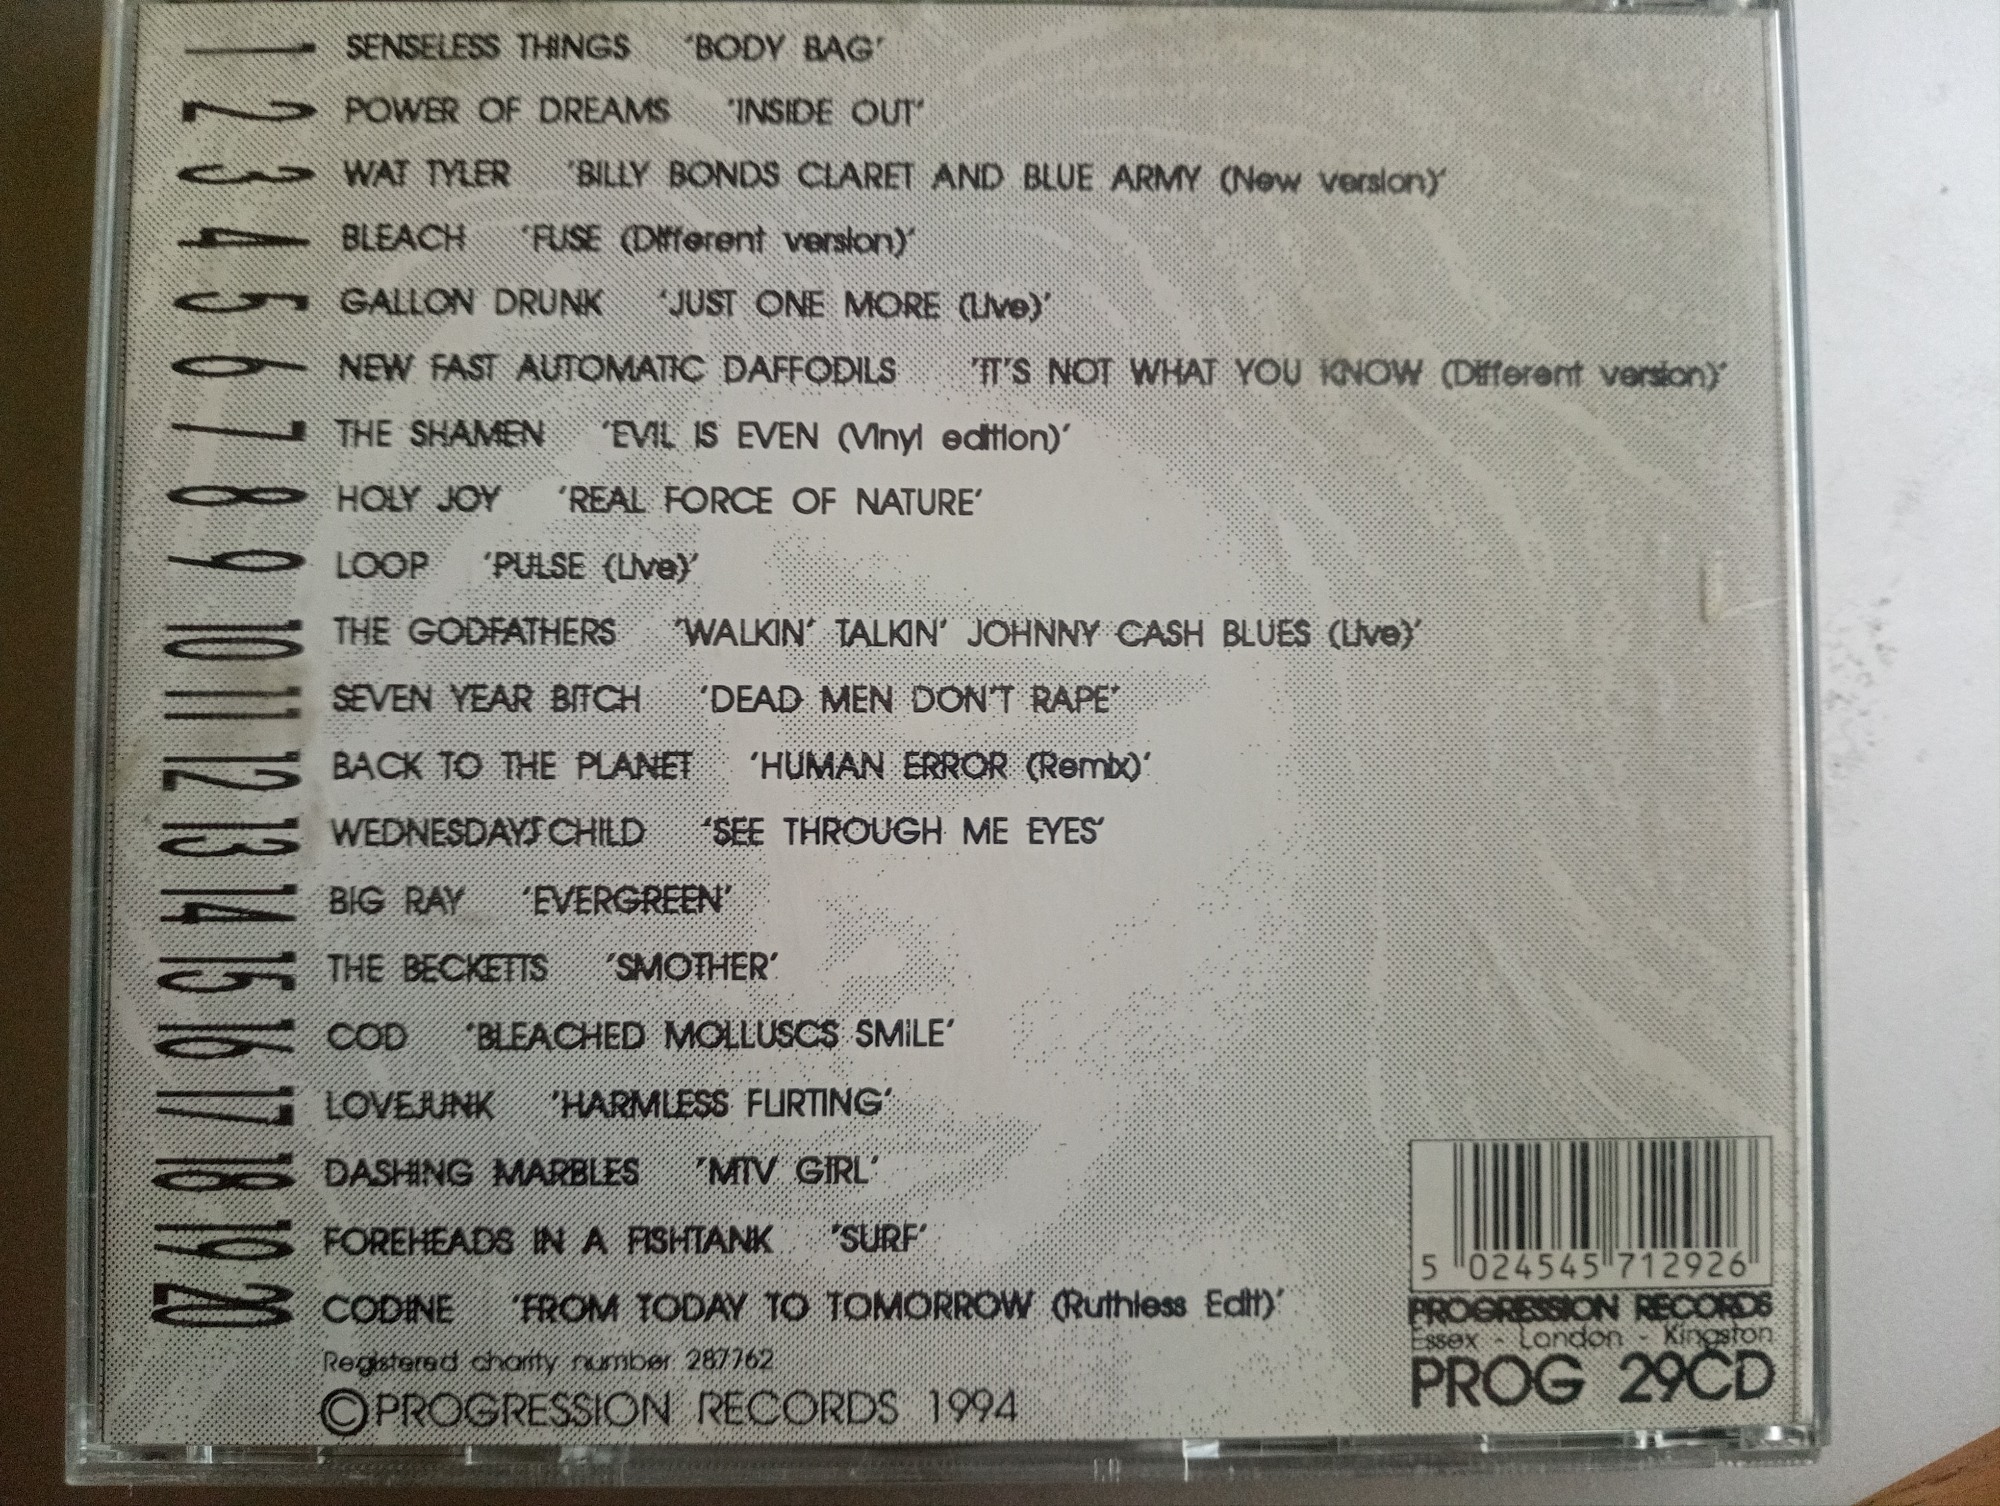 1 SENSELESS THINGS 'BODY BAG'
2 POWER OF DREAMS 'INSIDE OUT'
3 WAT TYLER 'BILLY BONDS CLARET AND BLUE ARMY (New version)'
4 BLEACH 'FUSE (Different version)'
5 GALLON DRUNK 'JUST ONE MORE (Live)'
6 NEW FAST AUTOMATIC DAFFODILS 'IT'S NOT WHAT YOU KNOW (Different version)'
7 THE SHAMEN 'EVIL IS EVEN (Vinyl edition)'
8 HOLY JOY 'REAL FORCE OF NATURE'
9 LOOP 'PULSE (Live)'
10 THE GODFATHERS 'WALKIN' TALKIN' JOHNNY CASH BLUES (Live)'
11 SEVEN YEAR BITCH 'DEAD MEN DON'T RAPE'
12 BACK TO THE PLANET 'HUMAN ERROR (Remix)'
13 WEDNESDAYS CHILD 'SEE THROUGH ME EYES'
14 BIG RAY 'EVERGREEN'
15 THE BECKETTS 'SMOTHER'
16 COD 'BLEACHED MOLLUSCS SMILE'
17 LOVEJUNK 'HARMLESS FLIRTING'
18 DASHING MARBLES 'MTV GIRL'
19 FOREHEADS IN A FISHTANK 'SURF'
20 CODINE 'FROM TODAY TO TOMORROW (Ruthless Edit)'
Registered charity number 287762
©PROGRESSION RECORDS 1994
5 024545 712926
PROGRESSION RECORDS
Essex - London - Kingston
PROG 29CD